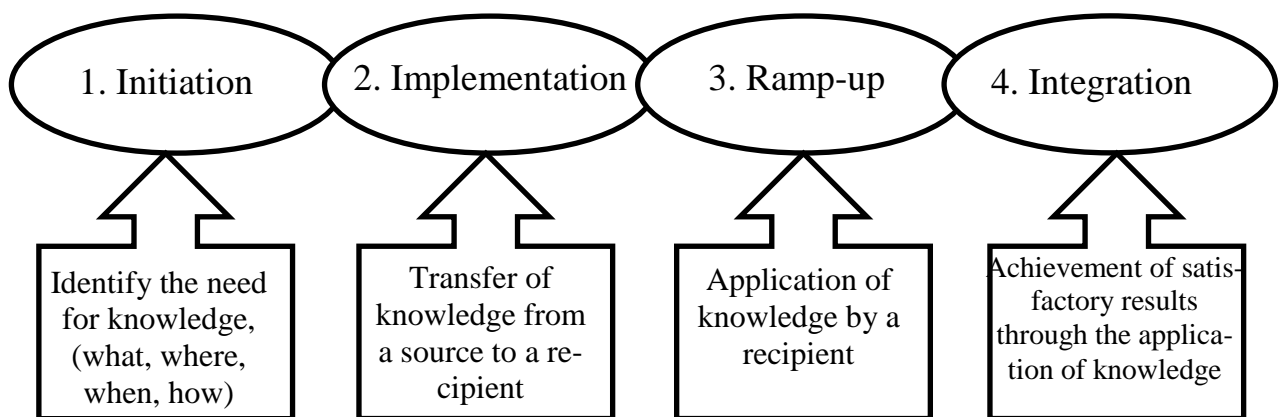 1. Initiation
2. Implementation
3. Ramp-up
4. Integration
Identify the need
for knowledge,
(what, where,
when, how)
Transfer of
knowledge from
a source to a re-
cipient
Application of
knowledge by a
recipient
Achievement of satis-
factory results
through the applica-
tion of knowledge